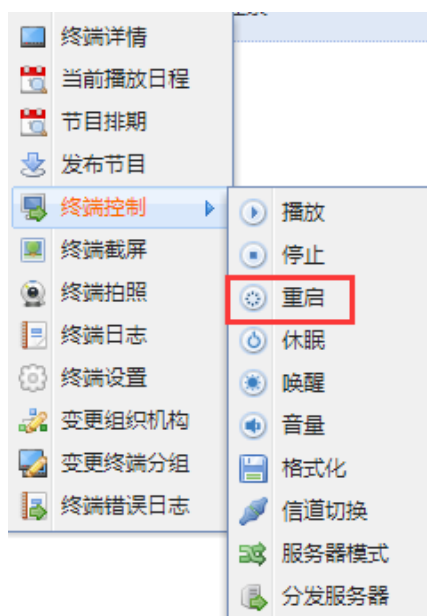 终端详情
当前播放日程
节目排期
发布节目
终端控制
终端截屏
终端拍照
终端日志
终端设置
变更组织机构
变更终端分组
终端错误日志
播放
停止
重启
休眠
唤醒
音量
格式化
信道切换
服务器模式
分发服务器